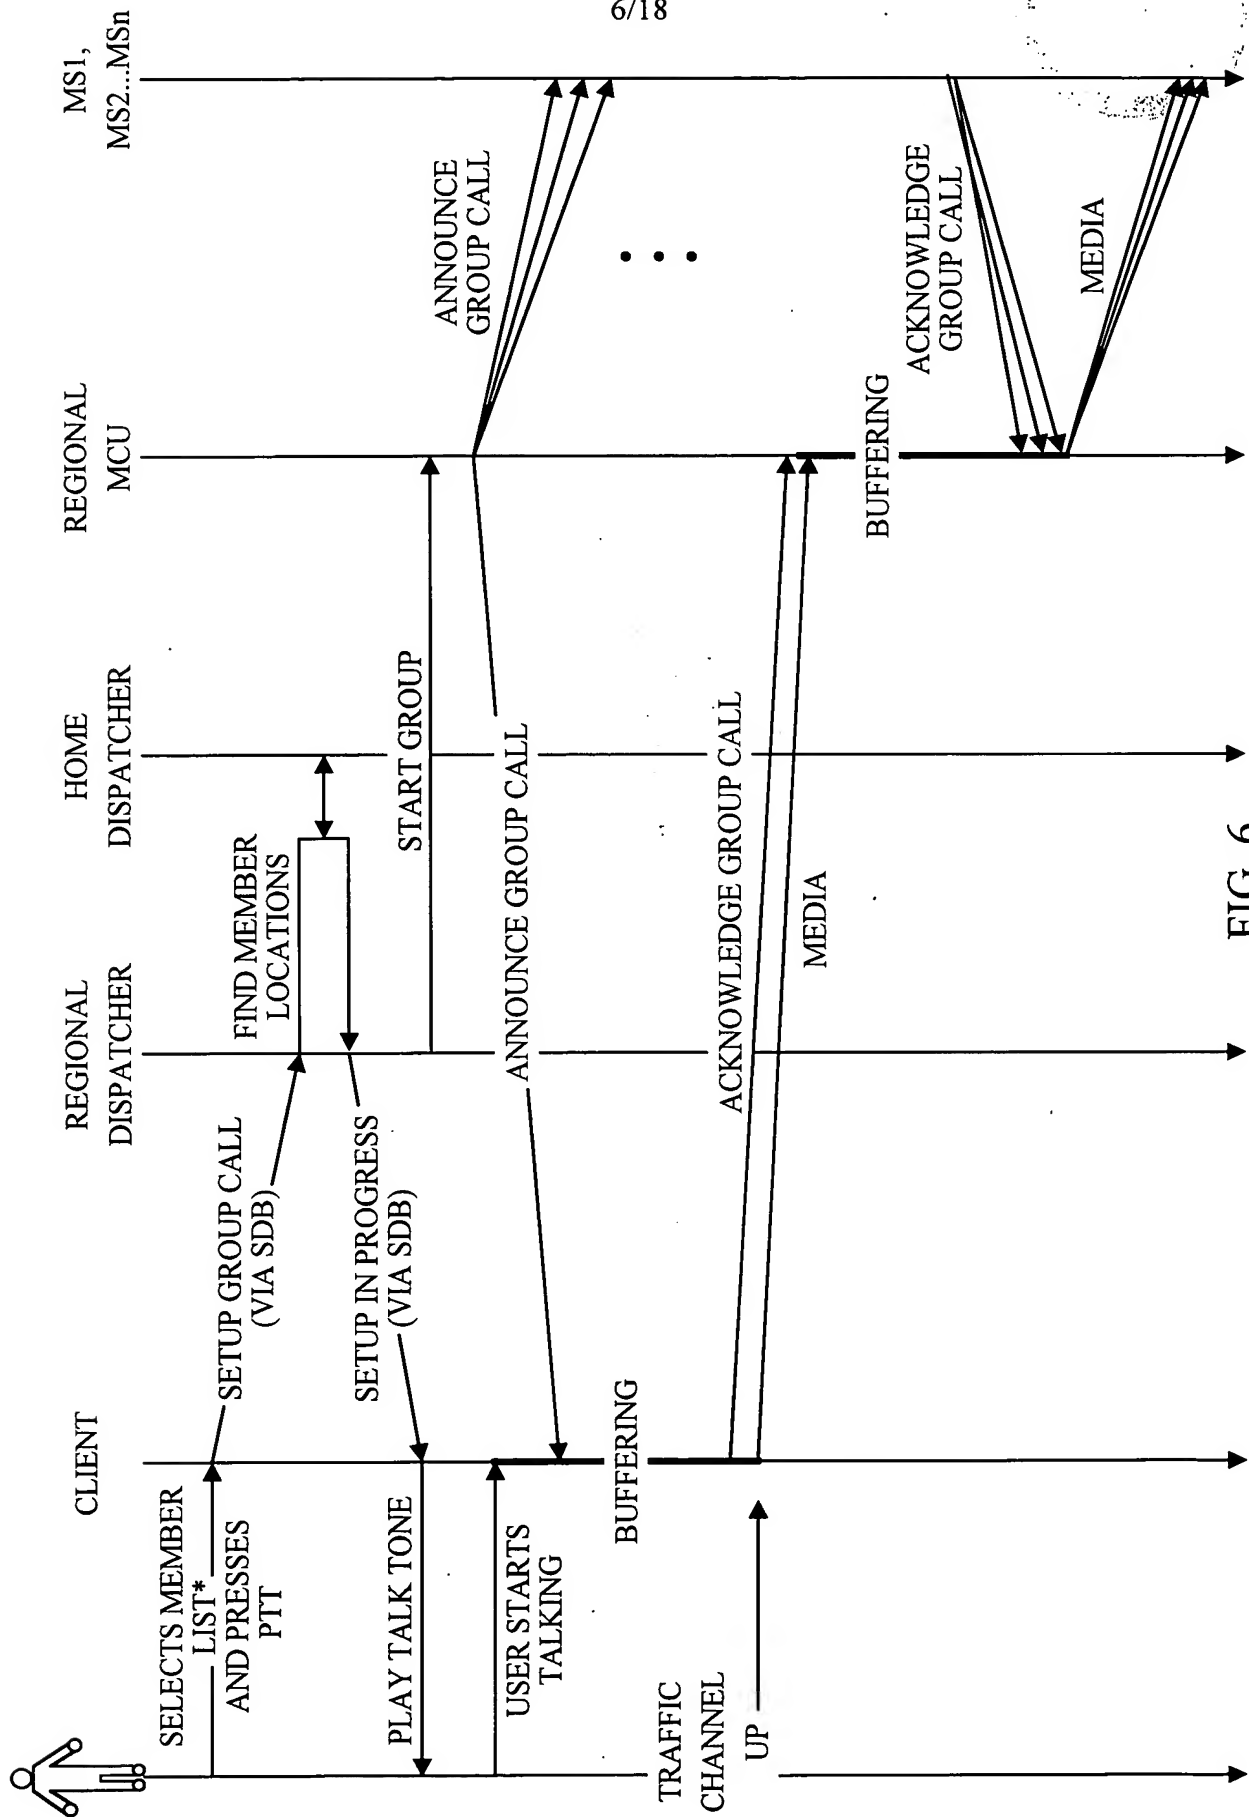 6/18
CLIENT
REGIONAL
DISPATCHER
HOME
DISPATCHER
REGIONAL
MCU
MS1,
MS2...MSn
SELECTS MEMBER
LIST*
AND PRESSES
PTT
SETUP GROUP CALL
(VIA SDB)
FIND MEMBER
LOCATIONS
SETUP IN PROGRESS
(VIA SDB)
PLAY TALK TONE
START GROUP
ANNOUNCE
GROUP CALL
ANNOUNCE GROUP CALL
USER STARTS
TALKING
BUFFERING
TRAFFIC
CHANNEL
UP
ACKNOWLEDGE GROUP CALL
MEDIA
BUFFERING
ACKNOWLEDGE
GROUP CALL
MEDIA
FIG. 6